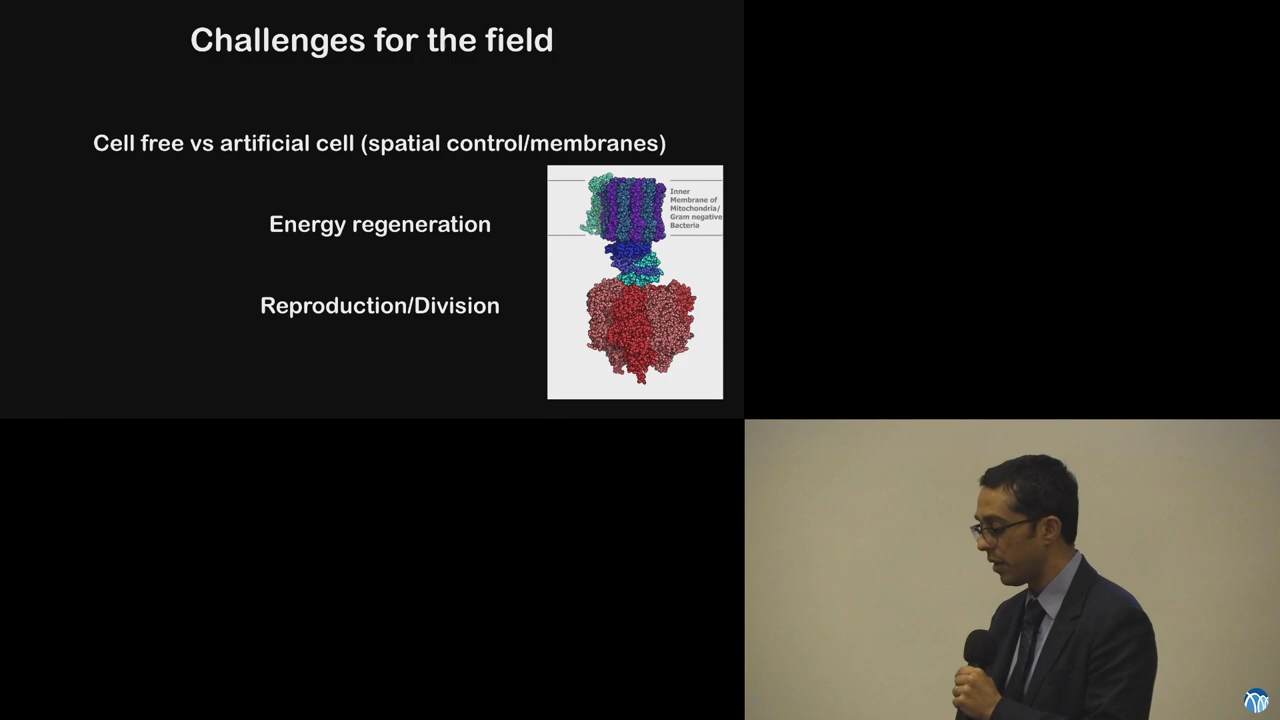 Challenges for the field
Cell free vs artificial cell (spatial control/membranes)
Energy regeneration
Inner
Membrane of
Mitochondria/
Gram negative
Bacteria
Reproduction/Division